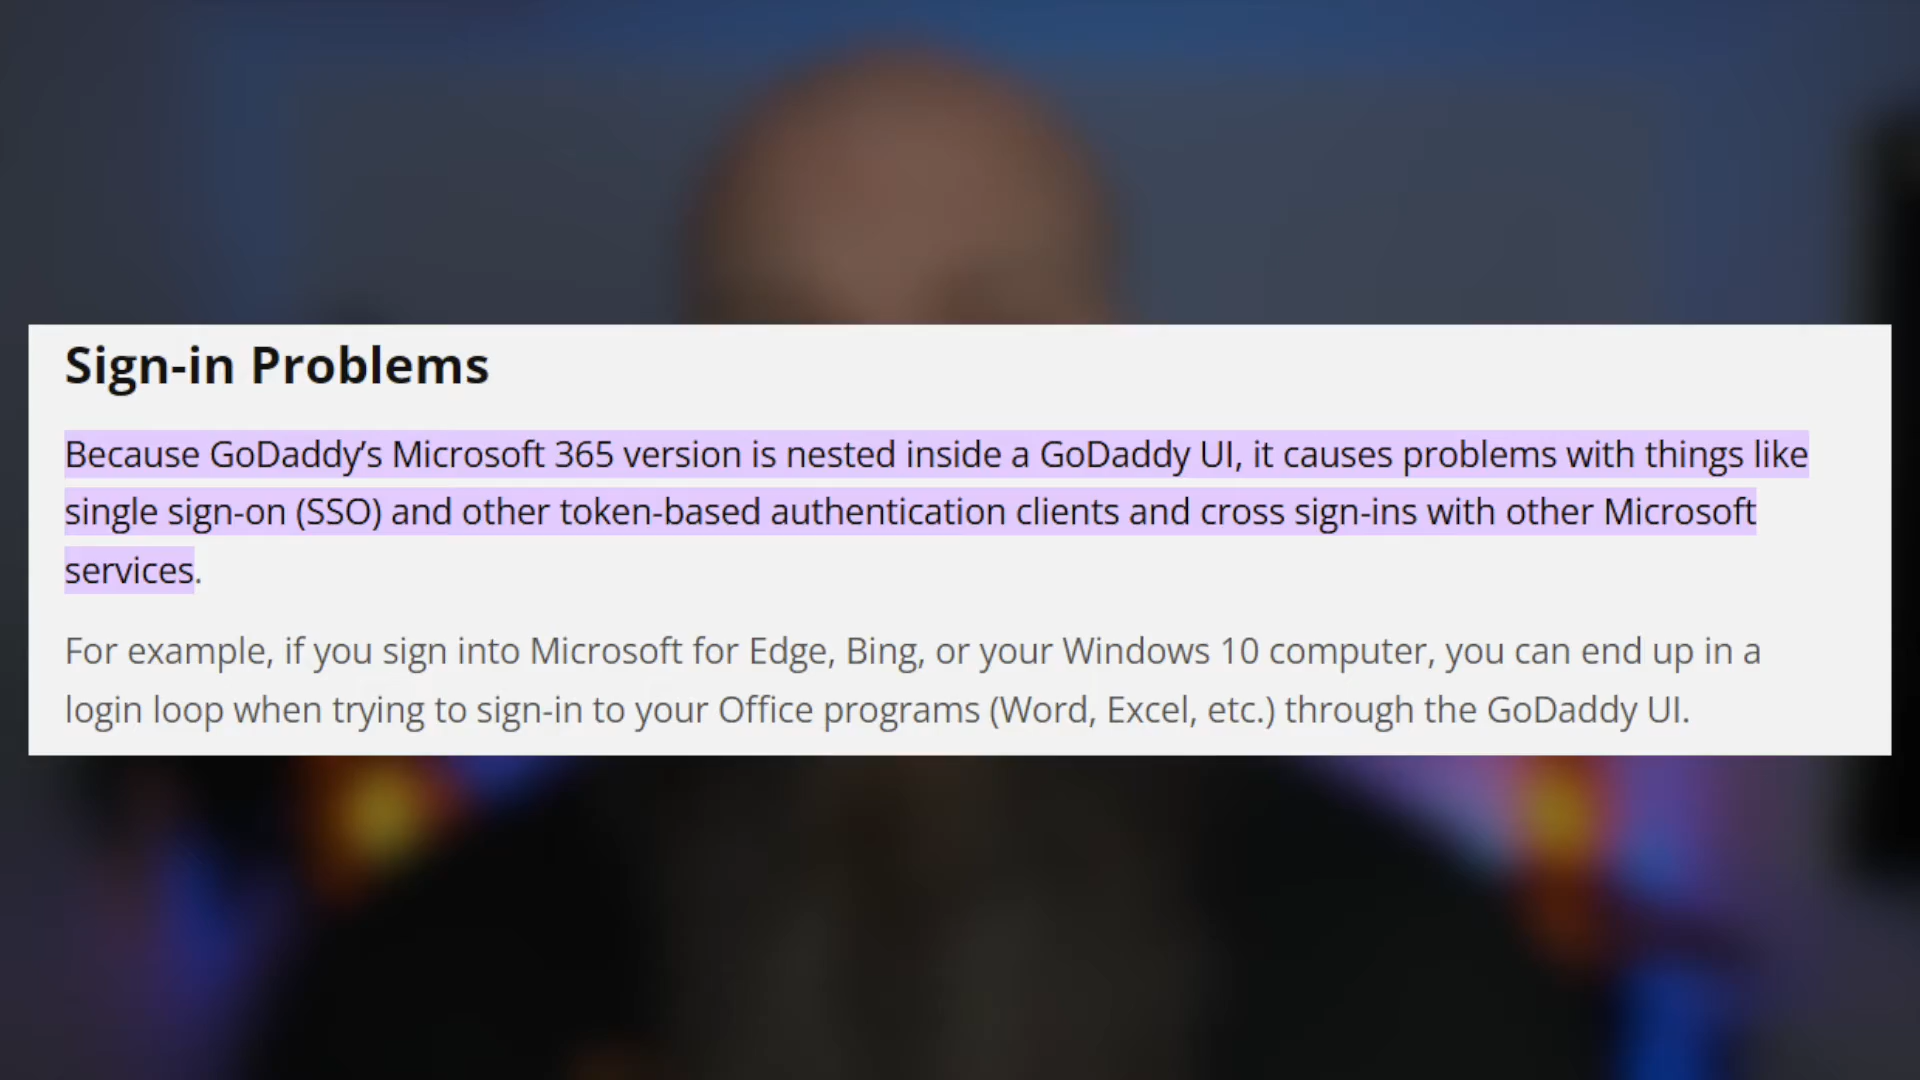 Sign-in Problems
Because GoDaddy’s Microsoft 365 version is nested inside a GoDaddy UI, it causes problems with things like
single sign-on (SSO) and other token-based authentication clients and cross sign-ins with other Microsoft
services.
For example, if you sign into Microsoft for Edge, Bing, or your Windows 10 computer, you can end up in a
login loop when trying to sign-in to your Office programs (Word, Excel, etc.) through the GoDaddy UI.